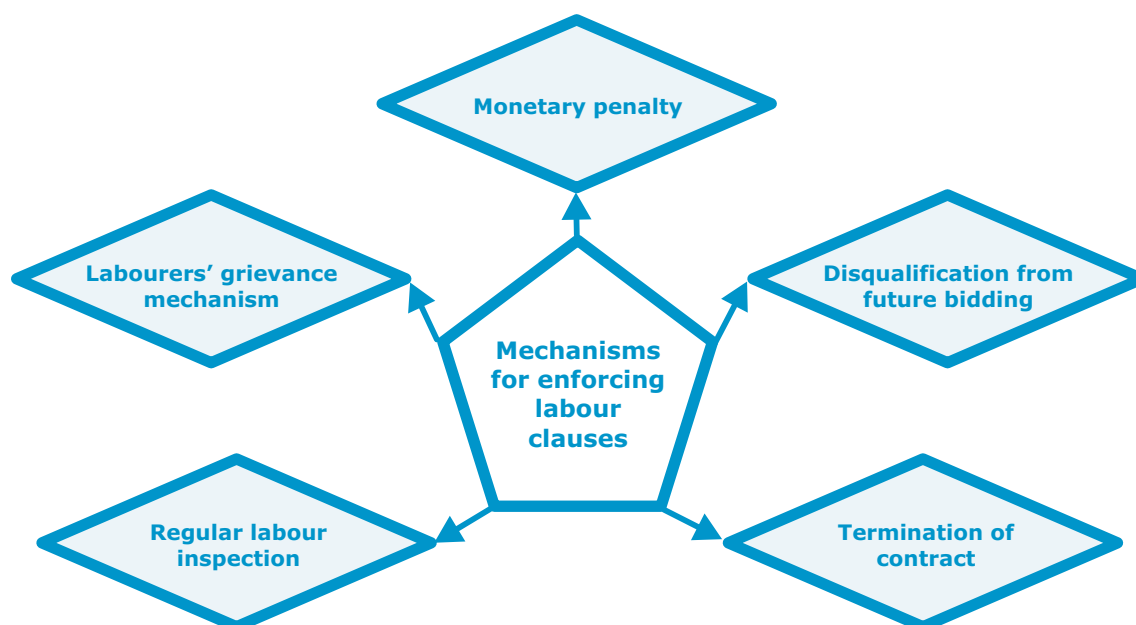 Monetary penalty
Labourers’ grievance
mechanism
Disqualification from
future bidding
Mechanisms
for enforcing
labour
clauses
Regular labour
inspection
Termination of
contract